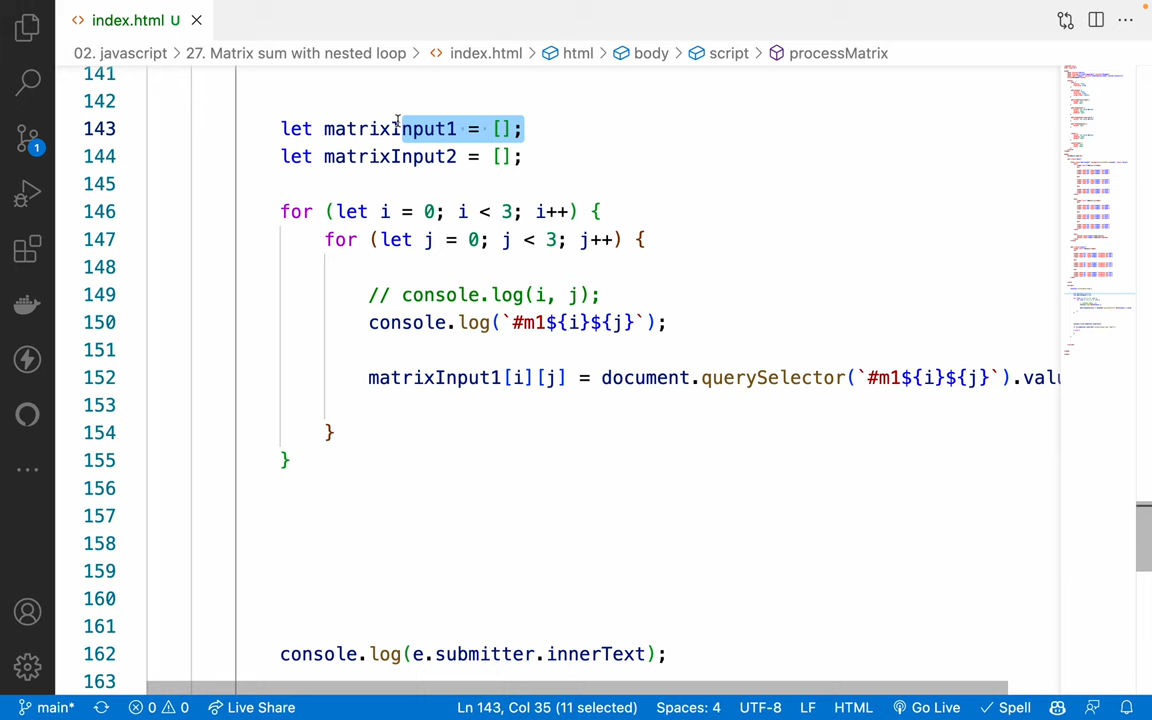 index.html U
02. javascript > 27. Matrix sum with nested loop > index.html > html > body > script > processMatrix
141
142
143 let matrixInput1 = [];
144 let matrixInput2 = [];
145
146 for (let i = 0; i < 3; i++) {
147 for (let j = 0; j < 3; j++) {
148
149 // console.log(i, j);
150 console.log(`#m1${i}${j}`);
151
152 matrixInput1[i][j] = document.querySelector(`#m1${i}${j}`).valu
153
154 }
155 }
156
157
158
159
160
161
162 console.log(e.submitter.innerText);
163
1
main* 0 0 Live Share Ln 143, Col 35 (11 selected) Spaces: 4 UTF-8 LF HTML Go Live Spell